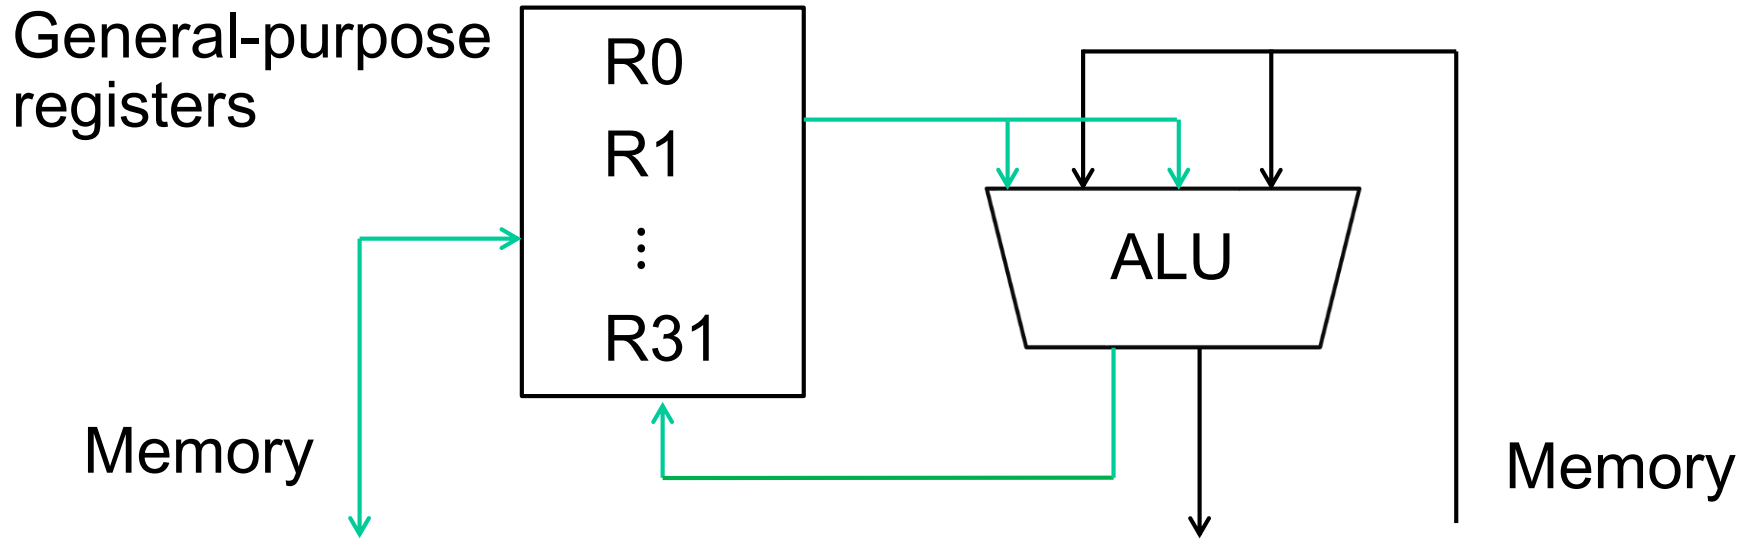 General-purpose
registers
R0
R1
⋮
R31
ALU
Memory
Memory